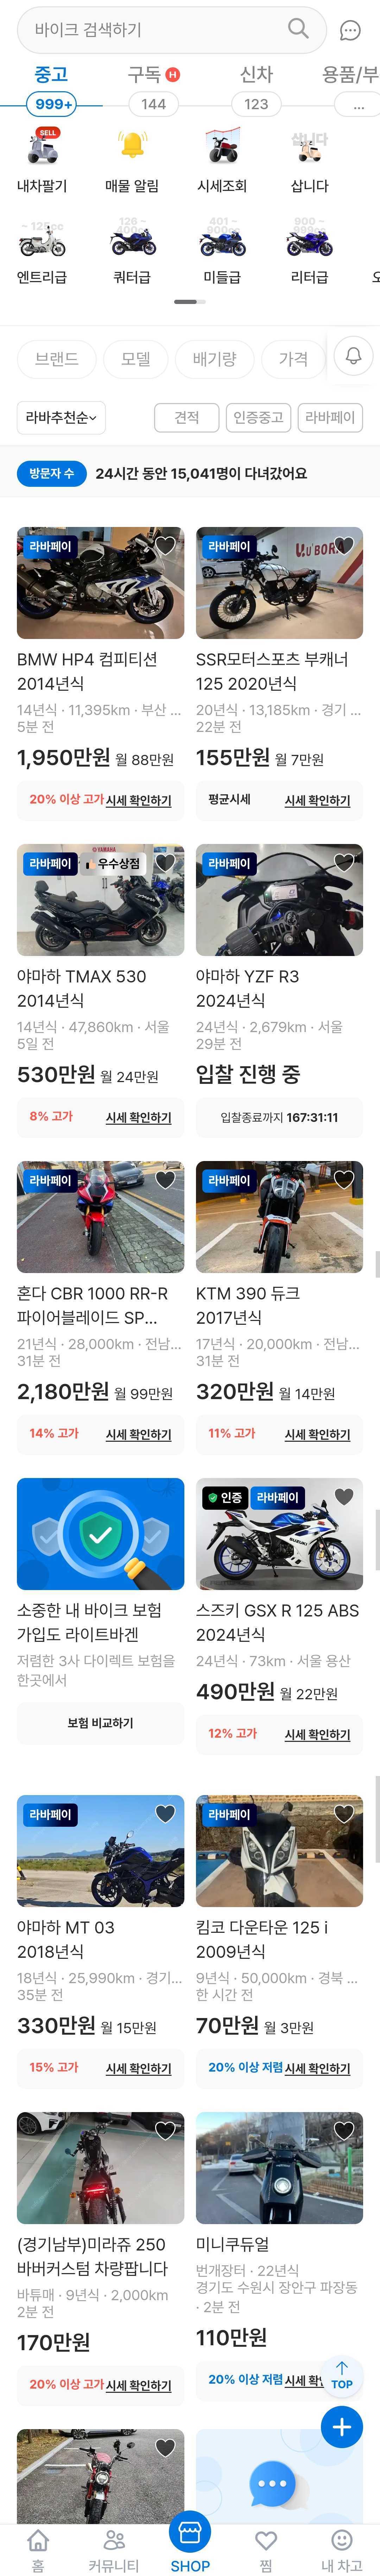 바이크 검색하기
중고
구독 H
신차
용품/부
999+
144
123
...
SELL
내차팔기
매물 알림
시세조회
삽니다
삽니다
~ 125cc
126 ~
400cc
401 ~
900cc
900 ~
999cc
엔트리급
쿼터급
미들급
리터급
브랜드
모델
배기량
가격
라바추천순
견적
인증중고
라바페이
방문자 수
24시간 동안 15,041명이 다녀갔어요
라바페이
BMW HP4 컴피티션
2014년식
14년식 · 11,395km · 부산 ...
5분 전
1,950만원 월 88만원
20% 이상 고가 시세 확인하기
라바페이
SSR모터스포츠 부캐너
125 2020년식
20년식 · 13,185km · 경기 ...
22분 전
155만원 월 7만원
평균시세 시세 확인하기
라바페이
우수상점
야마하 TMAX 530
2014년식
14년식 · 47,860km · 서울
5일 전
530만원 월 24만원
8% 고가 시세 확인하기
라바페이
야마하 YZF R3
2024년식
24년식 · 2,679km · 서울
29분 전
입찰 진행 중
입찰종료까지 167:31:11
라바페이
혼다 CBR 1000 RR-R
파이어블레이드 SP...
21년식 · 28,000km · 전남...
31분 전
2,180만원 월 99만원
14% 고가 시세 확인하기
라바페이
KTM 390 듀크
2017년식
17년식 · 20,000km · 전남...
31분 전
320만원 월 14만원
11% 고가 시세 확인하기
소중한 내 바이크 보험
가입도 라이트바겐
저렴한 3사 다이렉트 보험을
한곳에서
보험 비교하기
인증
라바페이
SUZUKI
스즈키 GSX R 125 ABS
2024년식
24년식 · 73km · 서울 용산
490만원 월 22만원
12% 고가 시세 확인하기
라바페이
야마하 MT 03
2018년식
18년식 · 25,990km · 경기...
35분 전
330만원 월 15만원
15% 고가 시세 확인하기
라바페이
킴코 다운타운 125 i
2009년식
9년식 · 50,000km · 경북 ...
한 시간 전
70만원 월 3만원
20% 이상 저렴 시세 확인하기
(경기남부)미라쥬 250
바버커스텀 차량팝니다
바튜매 · 9년식 · 2,000km
2분 전
170만원
20% 이상 고가 시세 확인하기
미니쿠듀얼
번개장터 · 22년식
경기도 수원시 장안구 파장동
· 2분 전
110만원
20% 이상 저렴 시세 확인
TOP
홈
커뮤니티
SHOP
찜
내 차고